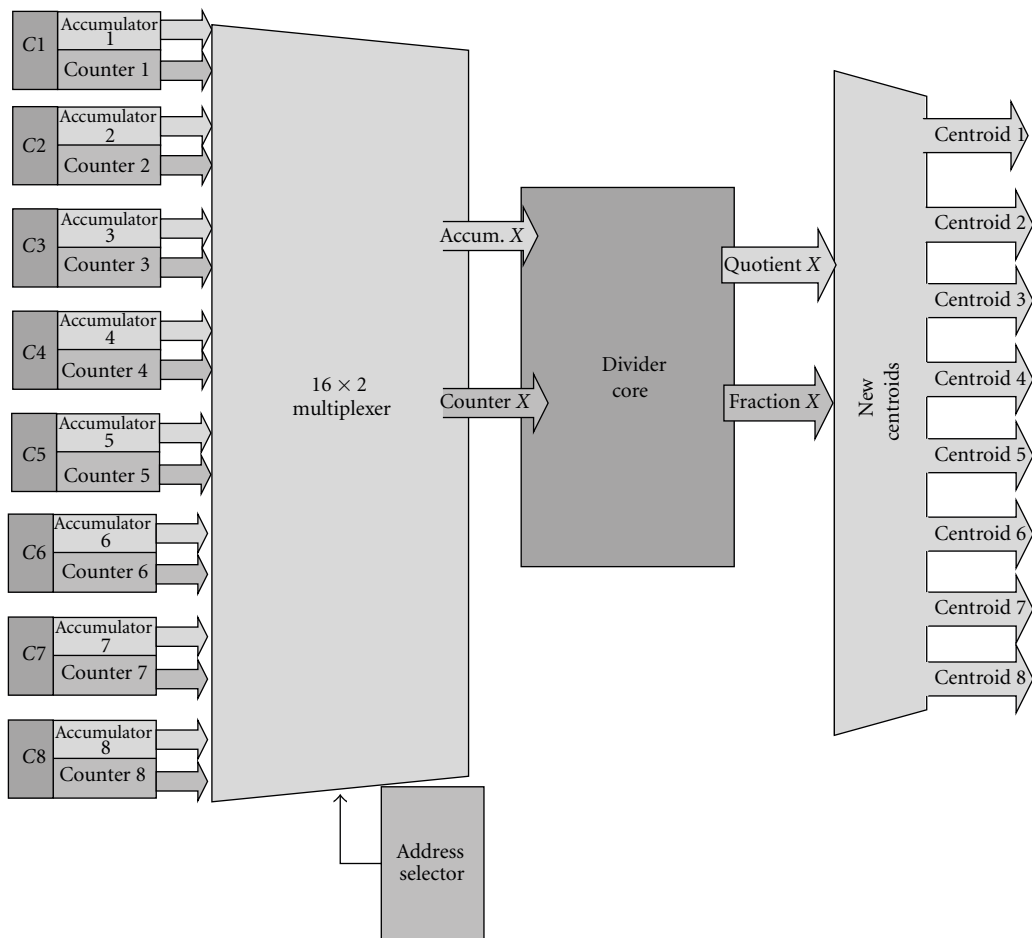 C1
Accumulator
1
Counter 1
C2
Accumulator
2
Counter 2
C3
Accumulator
3
Counter 3
C4
Accumulator
4
Counter 4
C5
Accumulator
5
Counter 5
C6
Accumulator
6
Counter 6
C7
Accumulator
7
Counter 7
C8
Accumulator
8
Counter 8
16 × 2
multiplexer
Address
selector
Accum. X
Counter X
Divider
core
Quotient X
Fraction X
New
centroids
Centroid 1
Centroid 2
Centroid 3
Centroid 4
Centroid 5
Centroid 6
Centroid 7
Centroid 8